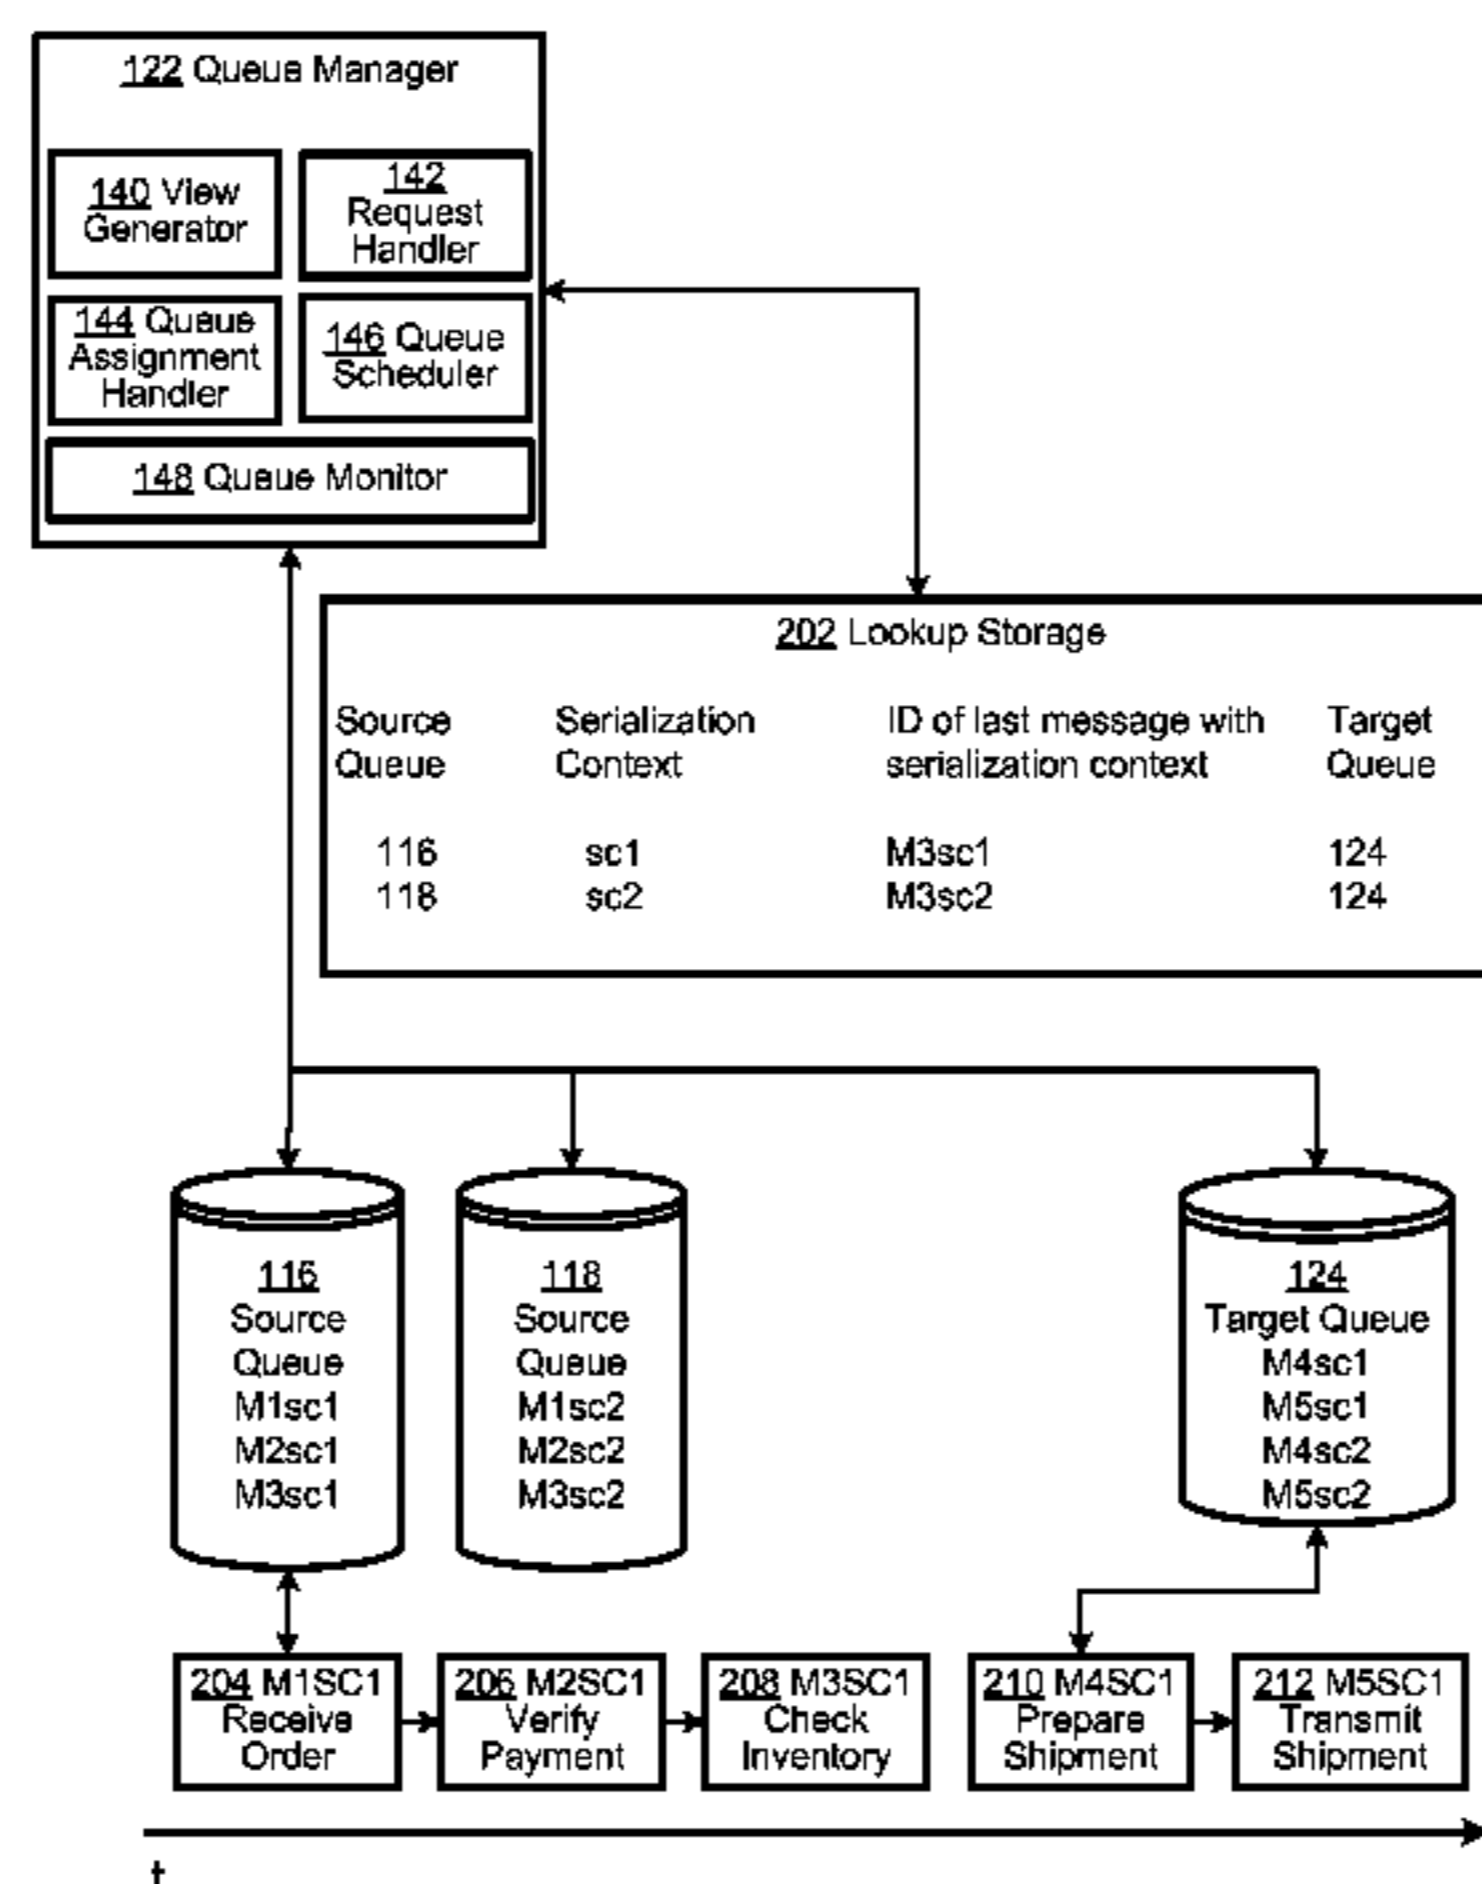 122 Queue Manager
140 View
Generator
142
Request
Handler
144 Queue
Assignment
Handler
146 Queue
Scheduler
148 Queue Monitor
202 Lookup Storage
Source Serialization ID of last message with Target
Queue Context serialization context Queue
116 sc1 M3sc1 124
118 sc2 M3sc2 124
116
Source
Queue
M1sc1
M2sc1
M3sc1
118
Source
Queue
M1sc2
M2sc2
M3sc2
124
Target Queue
M4sc1
M5sc1
M4sc2
M5sc2
204 M1SC1
Receive
Order
206 M2SC1
Verify
Payment
208 M3SC1
Check
Inventory
210 M4SC1
Prepare
Shipment
212 M5SC1
Transmit
Shipment
t